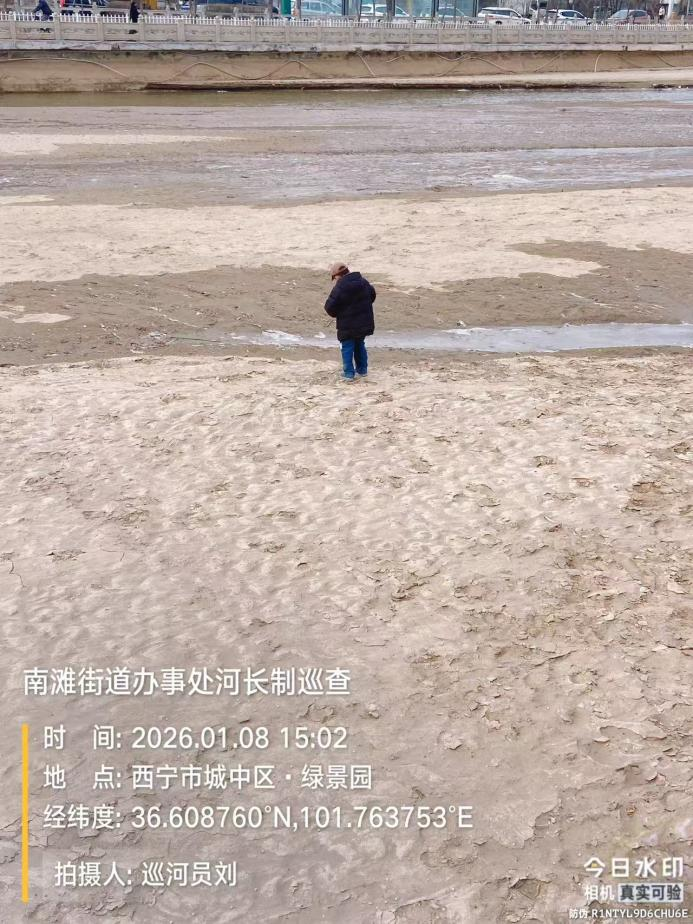 南滩街道办事处河长制巡查
时 间: 2026.01.08 15:02
地 点: 西宁市城中区·绿景园
经纬度: 36.608760°N,101.763753°E
拍摄人: 巡河员刘
今日水印
相机 真实可验
防伪 R1NTYL9D6CHU6E